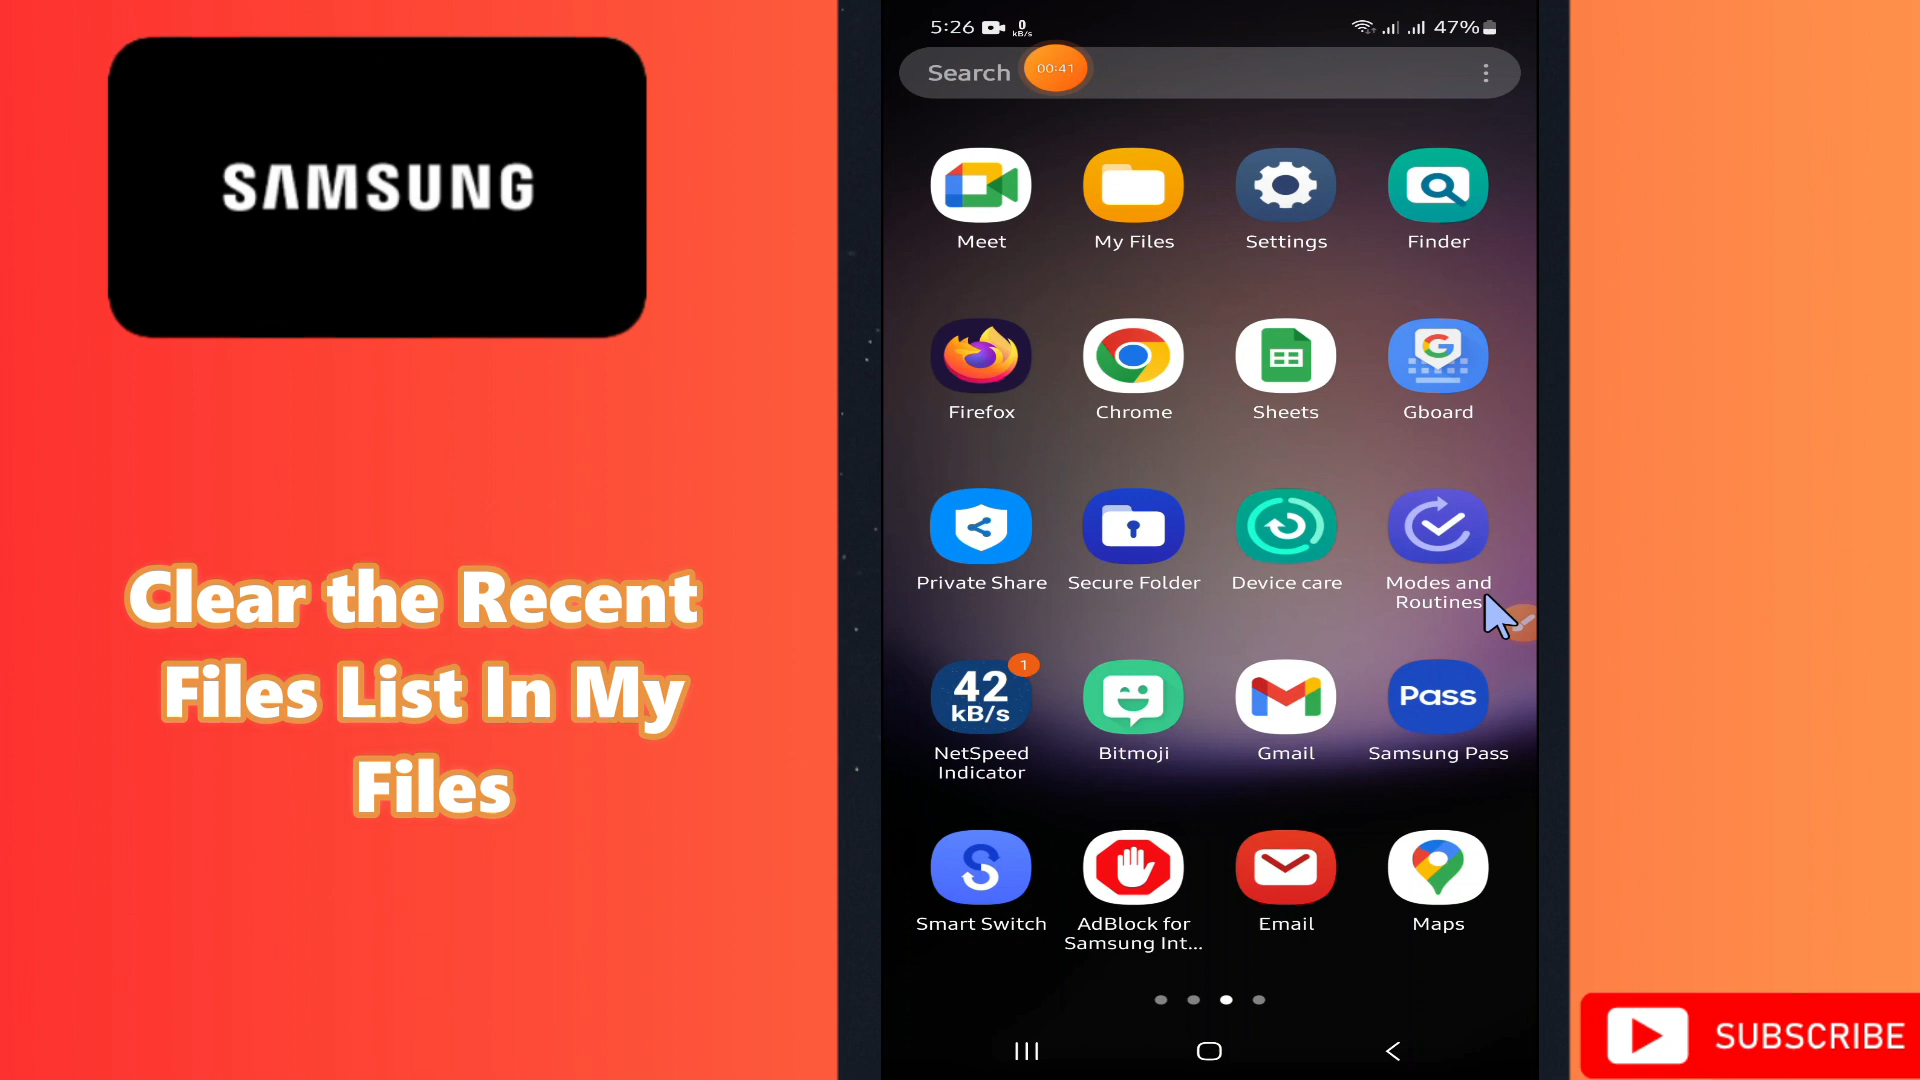 SAMSUNG
Clear the Recent
Files List In My
Files
5:26 0 kB/s 47%
Search 00:41
Meet My Files Settings Finder
Firefox Chrome Sheets Gboard
Private Share Secure Folder Device care Modes and
Routines
42
kB/s
1
Pass
NetSpeed Bitmoji Gmail Samsung Pass
Indicator
Smart Switch AdBlock for Email Maps
Samsung Int...
SUBSCRIBE